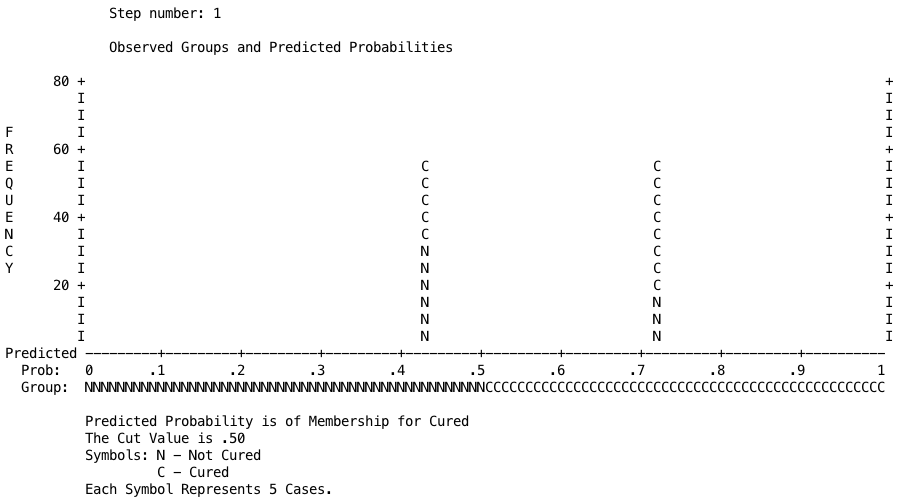 Step number: 1
Observed Groups and Predicted Probabilities
80 + +
I I
I I
F I I
R 60 + +
E I C C I
Q I C C I
U I C C I
E 40 + C C +
N I C C I
C I N C I
Y I N C I
20 + N C +
I N N I
I N N I
I N N I
Predicted ─────────┼─────────┼─────────┼─────────┼─────────┼─────────┼─────────┼─────────┼─────────┼──────────
Prob: 0 .1 .2 .3 .4 .5 .6 .7 .8 .9 1
Group: NNNNNNNNNNNNNNNNNNNNNNNNNNNNNNNNNNNNNNNNNNNNNNNNNNCCCCCCCCCCCCCCCCCCCCCCCCCCCCCCCCCCCCCCCCCCCCCCCCCC
Predicted Probability is of Membership for Cured
The Cut Value is .50
Symbols: N – Not Cured
C – Cured
Each Symbol Represents 5 Cases.